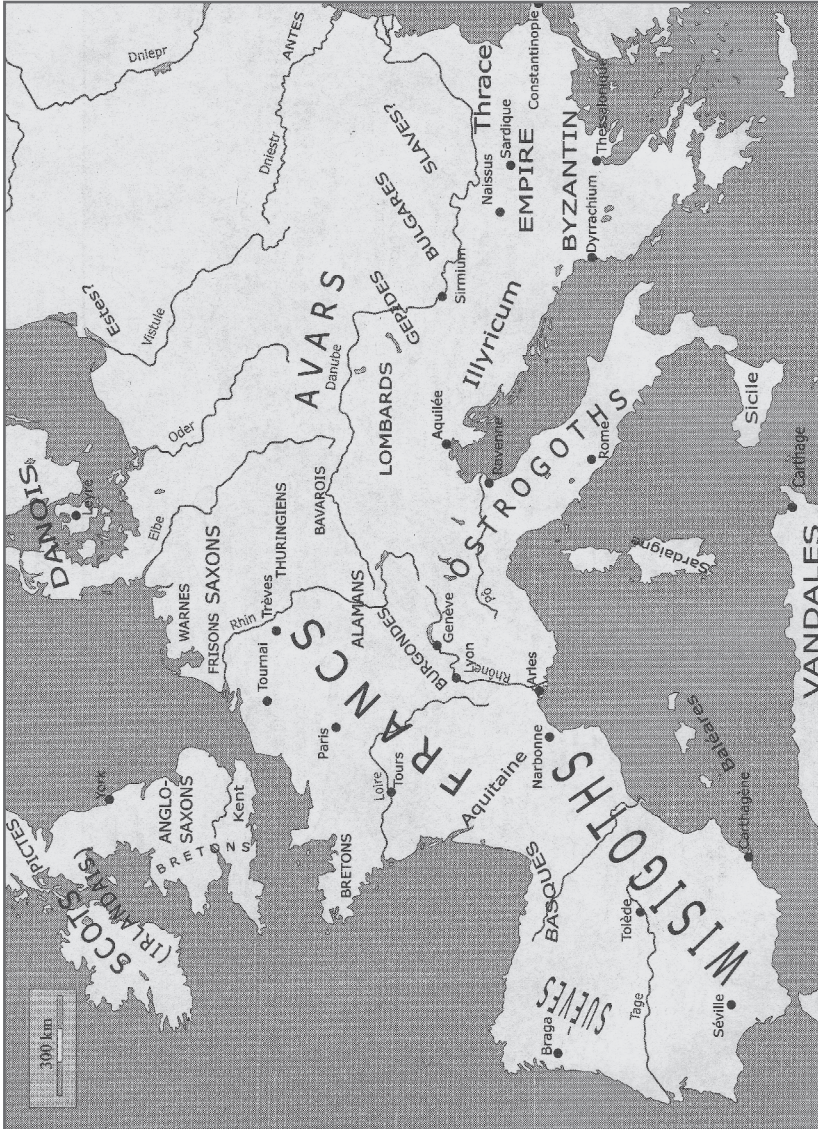 Dniepr
ANTES
Dniestr
Estes?
Vistule
Oder
DANOIS
Leyre
Elbe
AVARS
Danube
BULGARES
SLAVES?
GÉPIDES
LOMBARDS
Sirmium
Illyricum
Thrace
Naissus
Sardique
Constantinople
EMPIRE
BYZANTIN
Thessalonique
Dyrrachium
WARNES
FRISONS
SAXONS
THURINGIENS
BAVAROIS
ALAMANS
Rhin
Trèves
Tournai
Paris
FRANCS
BURGONDES
Genève
Lyon
Rhône
Arles
Loire
Tours
Aquitaine
Narbonne
BRETONS
Aquilée
Ravenne
Pô
OSTROGOTHS
Rome
Sicile
Sardaigne
Carthage
VANDALES
Baléares
PICTES
SCOTS
(IRLANDAIS)
York
ANGLO-
SAXONS
BRETONS
Kent
BASQUES
WISIGOTHS
SUÈVES
Braga
Tolède
Tage
Séville
Carthagène
300 km